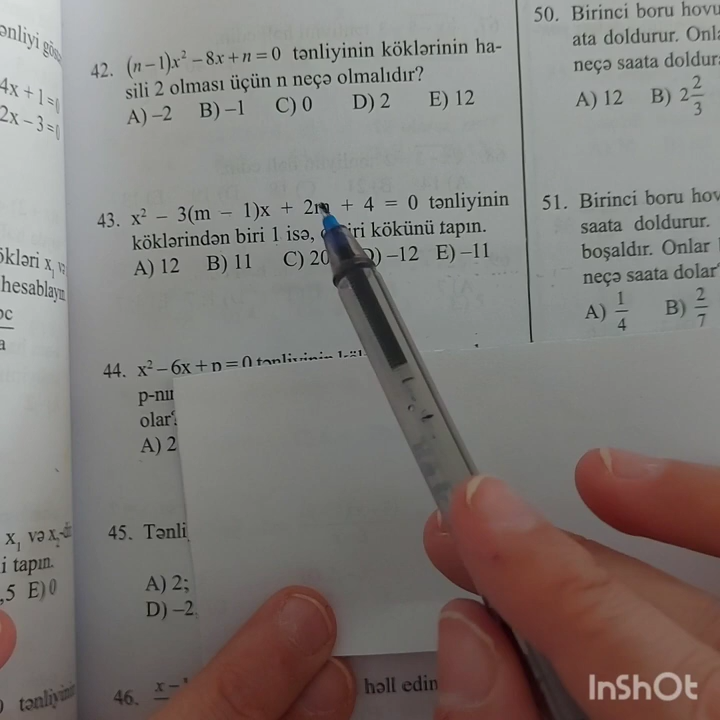 ənliyi
4x + 1=0
2x – 3=0
ökləri x₁
hesablayın
a
x₁ və x₂
i tapın.
,5 E) 0
tənliyinin
42. (n–1)x² – 8x + n = 0 tənliyinin köklərinin ha-
sili 2 olması üçün n neçə olmalıdır?
A) –2 B) –1 C) 0 D) 2 E) 12
43. x² – 3(m – 1)x + 2m + 4 = 0 tənliyinin
köklərindən biri 1 isə, kökünü tapın.
A) 12 B) 11 C) 20 D) –12 E) –11
44. x² – 6x + p = 0 tənliyinin
p-nın
olar?
A) 2
45. Tənli
A) 2;
D) –2
46. x –
həll edin
50. Birinci boru hovu
ata doldurur. Onla
neçə saata doldur
A) 12 B) 2 2/3
51. Birinci boru hov
saata doldurur.
boşaldır. Onlar
neçə saata dolar
A) 1/4 B) 2/7
InShOt